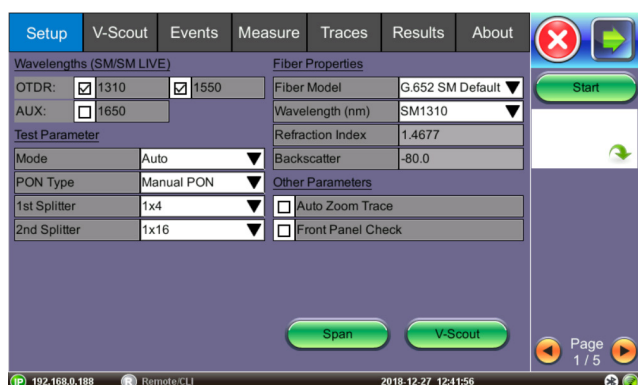 Setup V-Scout Events Measure Traces Results About
Wavelengths (SM/SM LIVE)
OTDR: 1310 1550
AUX: 1650
Test Parameter
Mode Auto
PON Type Manual PON
1st Splitter 1x4
2nd Splitter 1x16
Fiber Properties
Fiber Model G.652 SM Default
Wavelength (nm) SM1310
Refraction Index 1.4677
Backscatter -80.0
Other Parameters
Auto Zoom Trace
Front Panel Check
Span V-Scout
Start
Page
1 / 5
IP 192.168.0.188 R Remote/CLI 2018-12-27 12:41:56